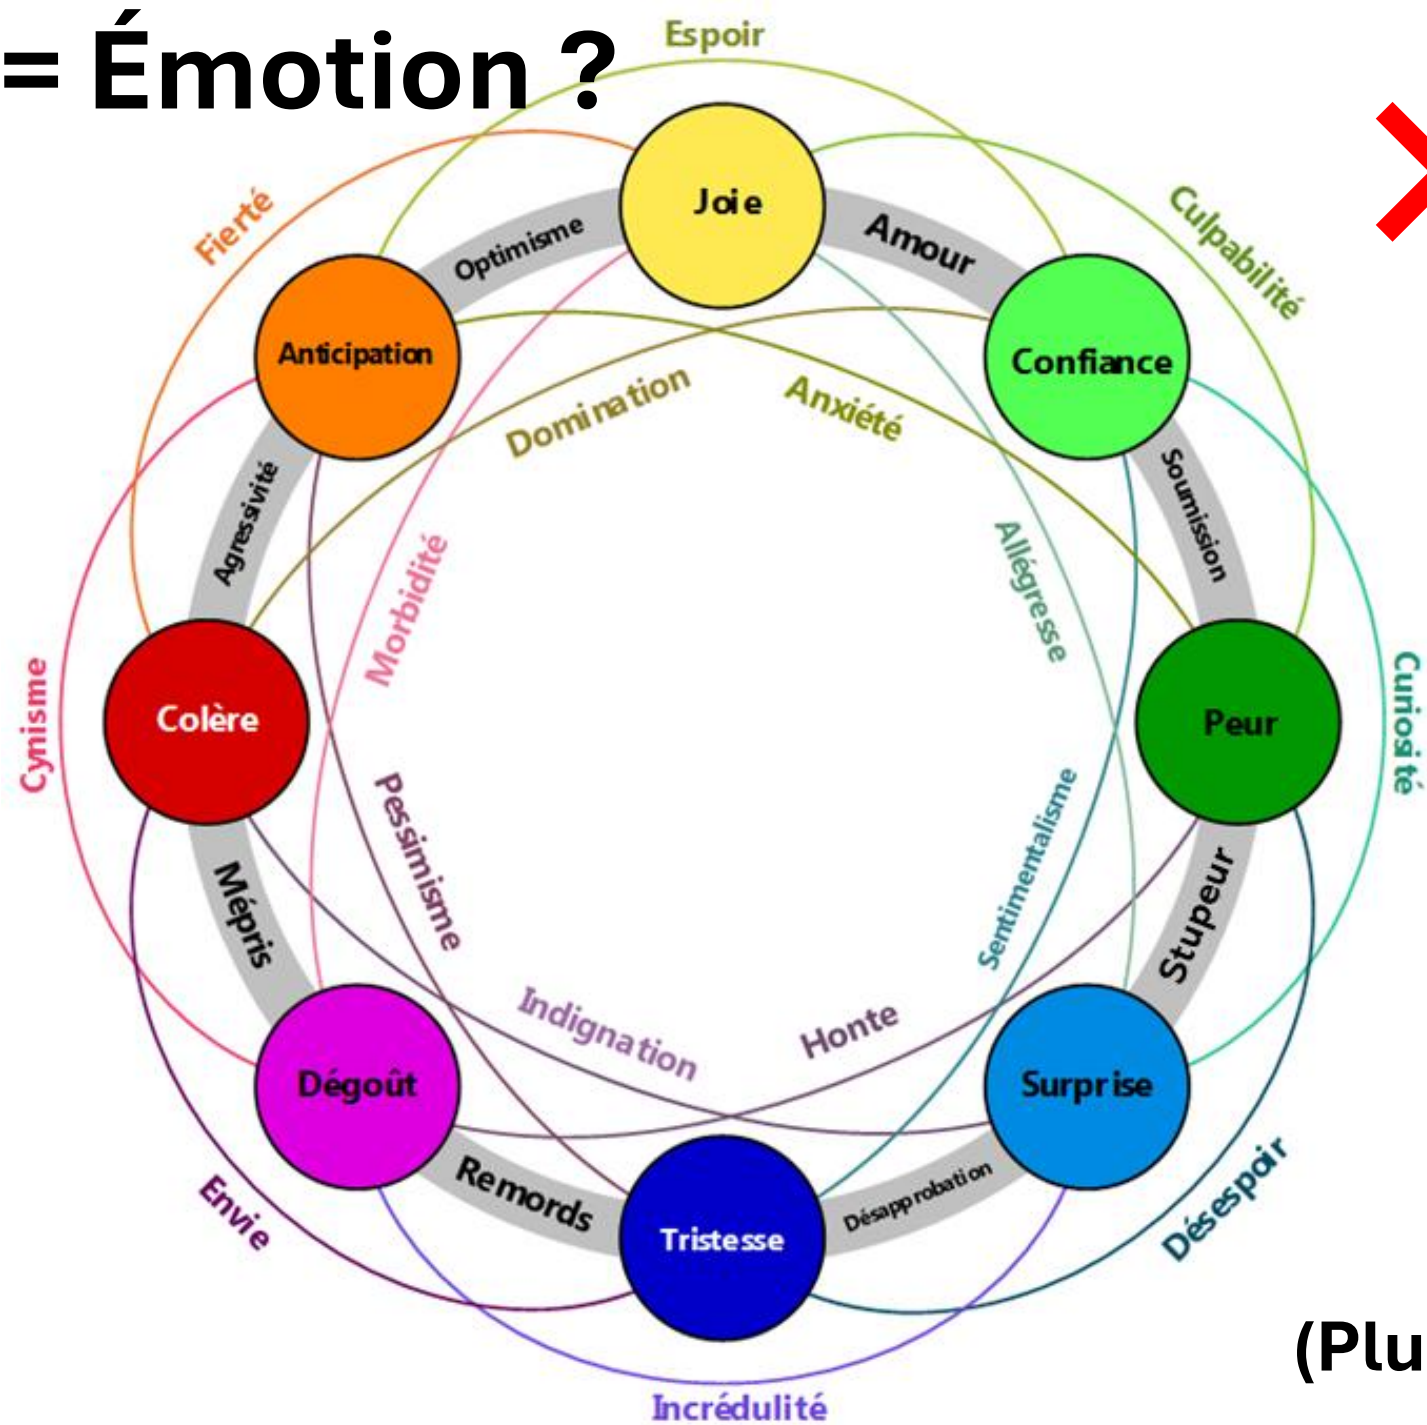 Espoir
= Émotion ?
Fierté
Joie
Culpabilité
Optimisme
Amour
Anticipation
Confiance
Domination
Anxiété
Agressivité
Soumission
Morbidité
Allégresse
Cynisme
Colère
Peur
Curiosité
Pessimisme
Sentimentalisme
Mépris
Stupeur
Indignation
Honte
Dégoût
Surprise
Envie
Remords
Tristesse
Désapprobation
Désespoir
(Plu
Incrédulité